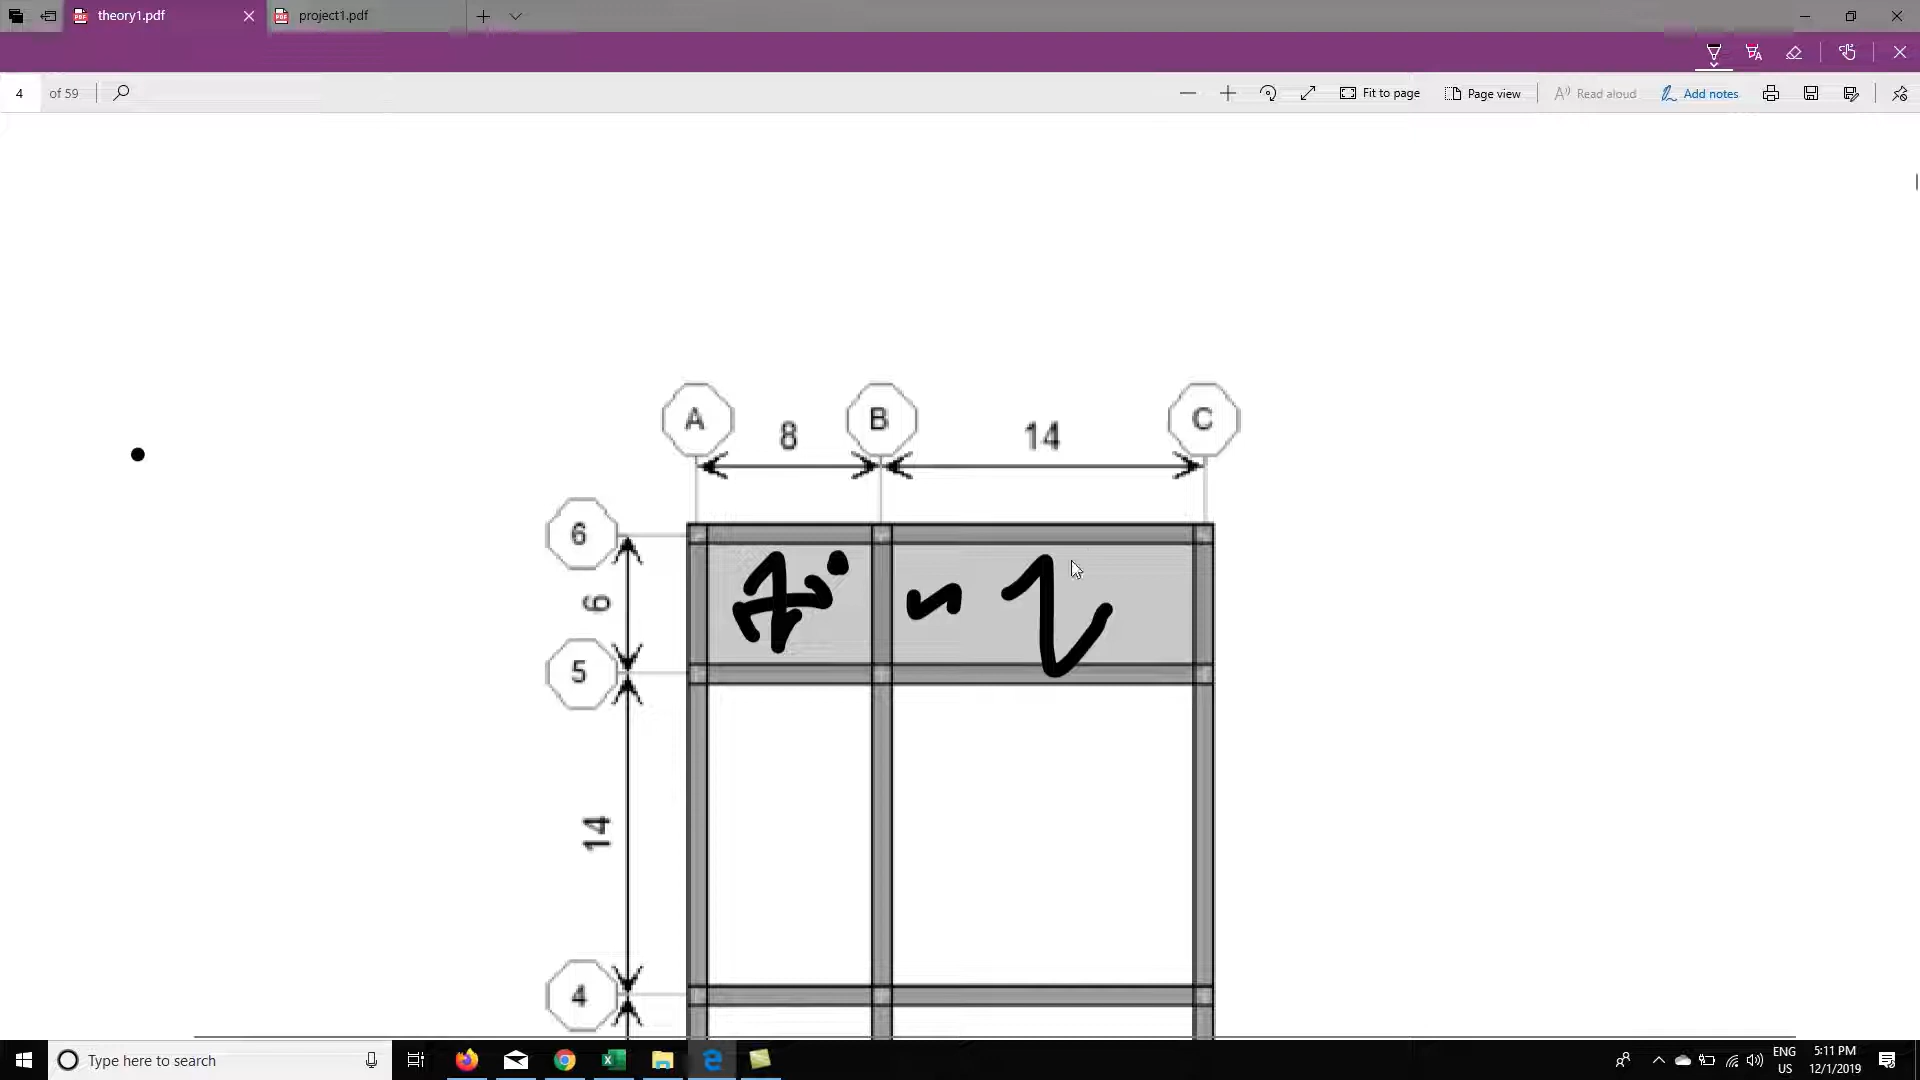 theory1.pdf
project1.pdf
4 of 59
Fit to page
Page view
Read aloud
Add notes
A 8 B 14 C
6
6
5
14
4
Type here to search
ENG
US
5:11 PM
12/1/2019